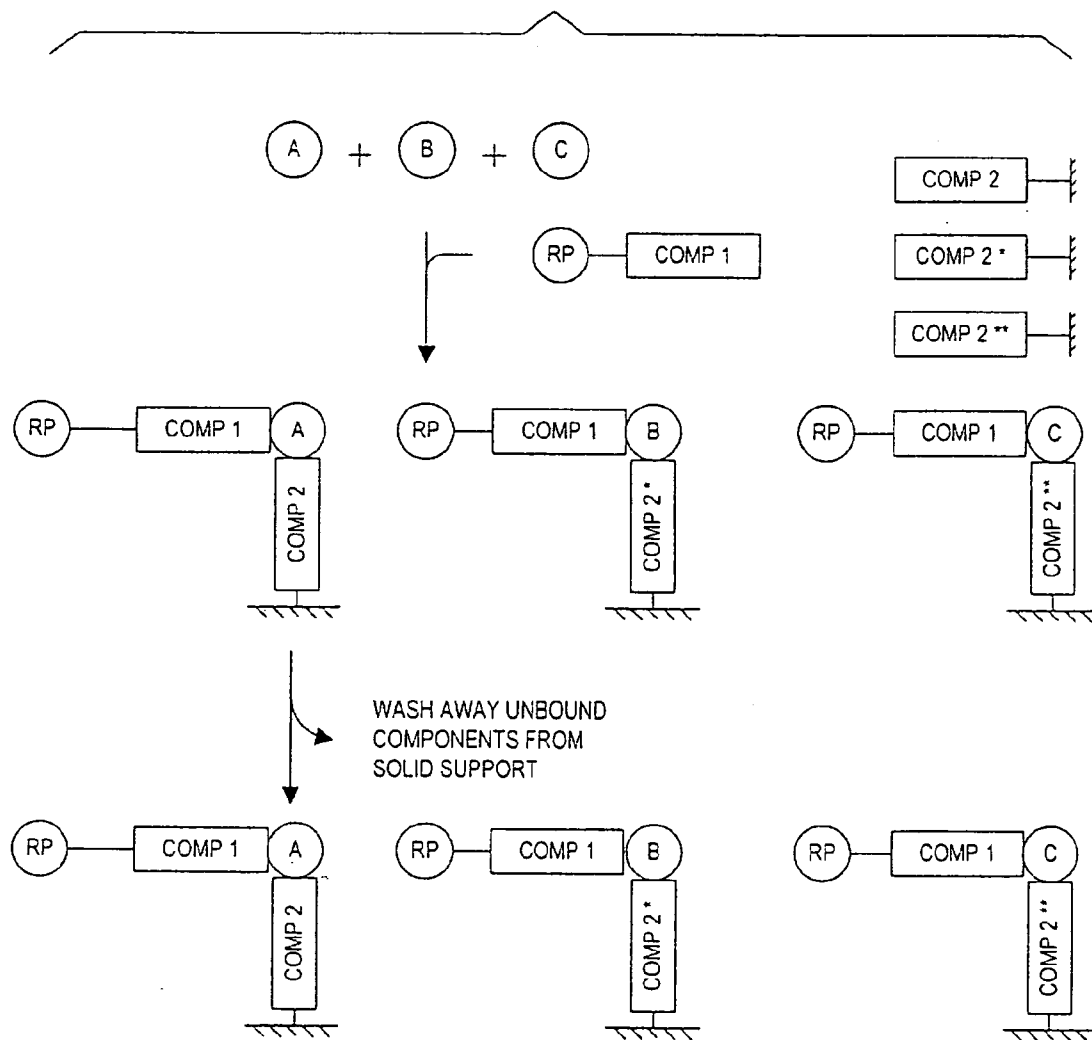 A + B + C
COMP 2
RP COMP 1
COMP 2 *
COMP 2 **
RP COMP 1 A
RP COMP 1 B
RP COMP 1 C
COMP 2
COMP 2 *
COMP 2 **
WASH AWAY UNBOUND
COMPONENTS FROM
SOLID SUPPORT
RP COMP 1 A
RP COMP 1 B
RP COMP 1 C
COMP 2
COMP 2 *
COMP 2 **